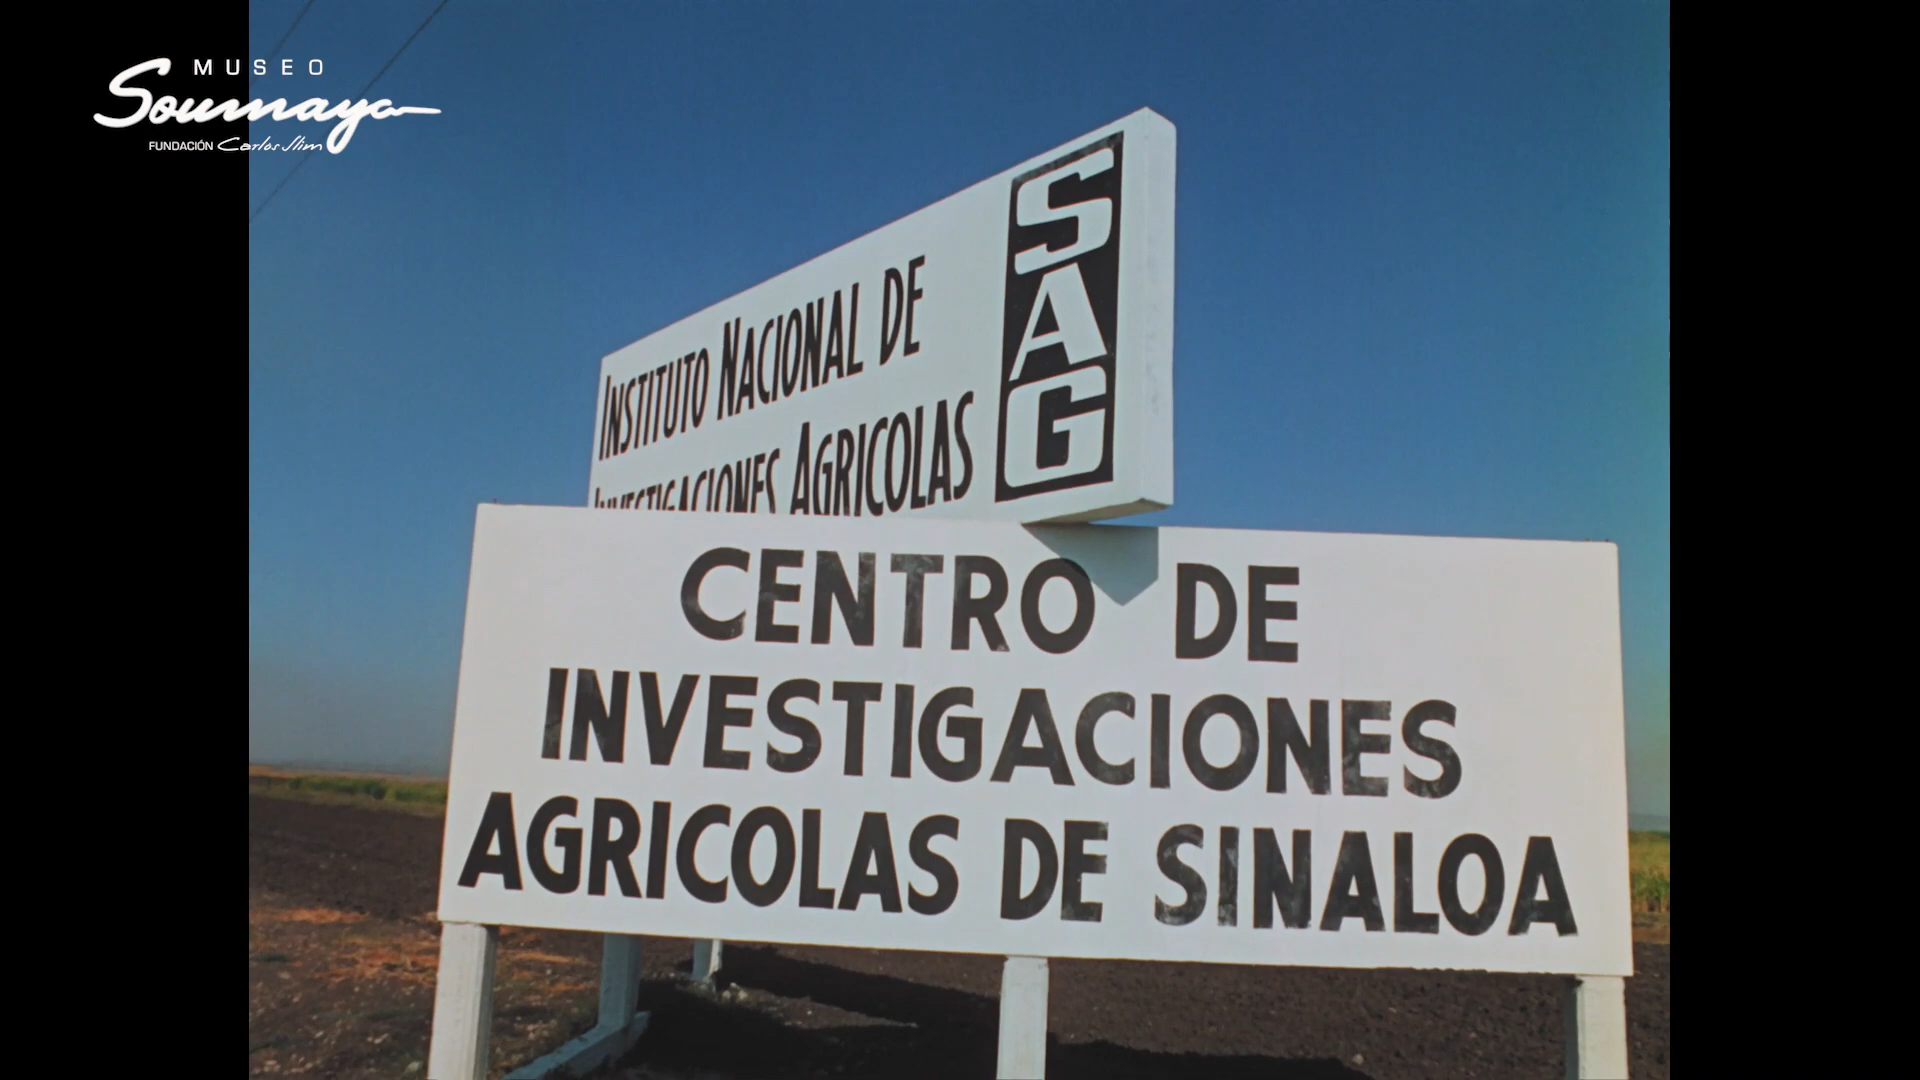 MUSEO
Soumaya
FUNDACIÓN Carlos Slim
INSTITUTO NACIONAL DE
INVESTIGACIONES AGRICOLAS
SAG
CENTRO DE
INVESTIGACIONES
AGRICOLAS DE SINALOA